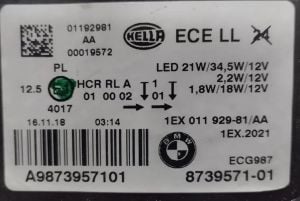 01192981
AA
00019572
HELLA
ECE LL
PL
LED 21W/34,5W/12V
2,2W/12V
1,8W/18W/12V
12.5
HCR RL A 1
01 00 02 01
4017
16.11.18 03:14
1EX 011 929-81/44
1EX.2021
BMW
ECG987
A9873957101
8739571-01